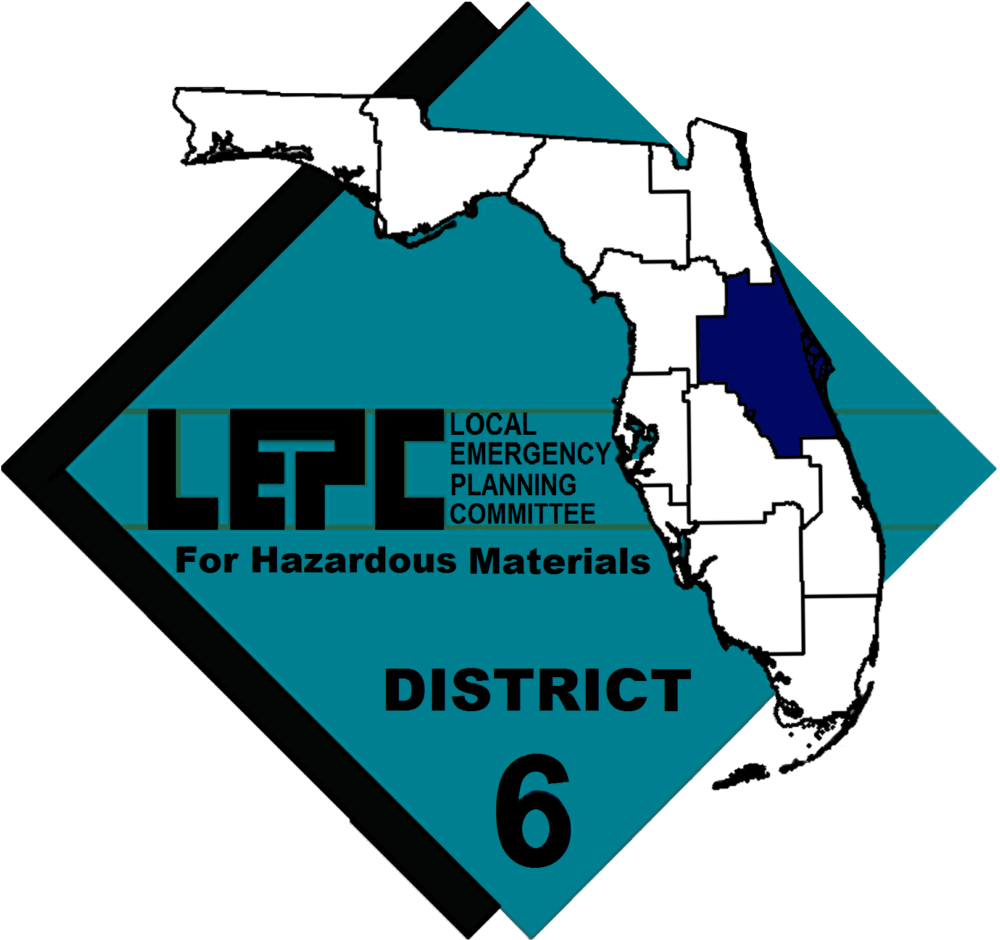 LEPC
LOCAL
EMERGENCY
PLANNING
COMMITTEE
For Hazardous Materials
DISTRICT
6